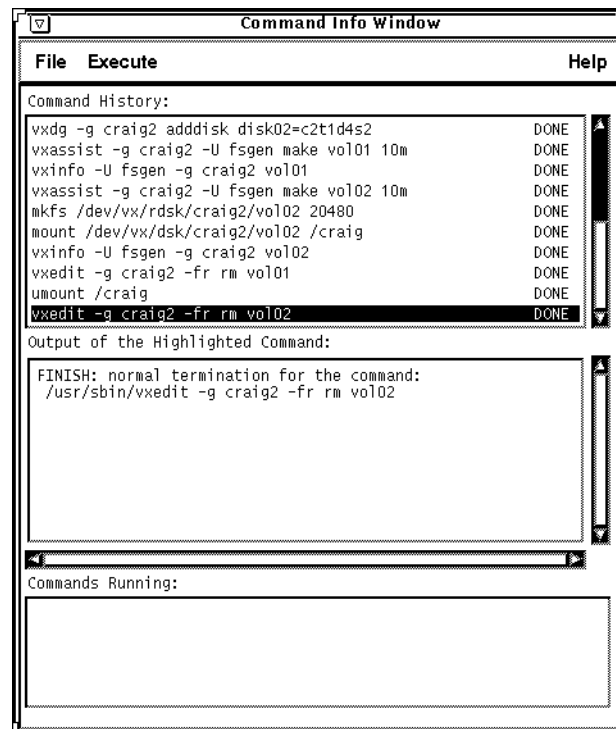 Command Info Window
File Execute Help
Command History:
vxdg -g craig2 adddisk disk02=c2t1d4s2 DONE
vxassist -g craig2 -U fsgen make vol01 10m DONE
vxinfo -U fsgen -g craig2 vol01 DONE
vxassist -g craig2 -U fsgen make vol02 10m DONE
mkfs /dev/vx/rdsk/craig2/vol02 20480 DONE
mount /dev/vx/dsk/craig2/vol02 /craig DONE
vxinfo -U fsgen -g craig2 vol02 DONE
vxedit -g craig2 -fr rm vol01 DONE
umount /craig DONE
vxedit -g craig2 -fr rm vol02 DONE
Output of the Highlighted Command:
FINISH: normal termination for the command:
/usr/sbin/vxedit -g craig2 -fr rm vol02
Commands Running: